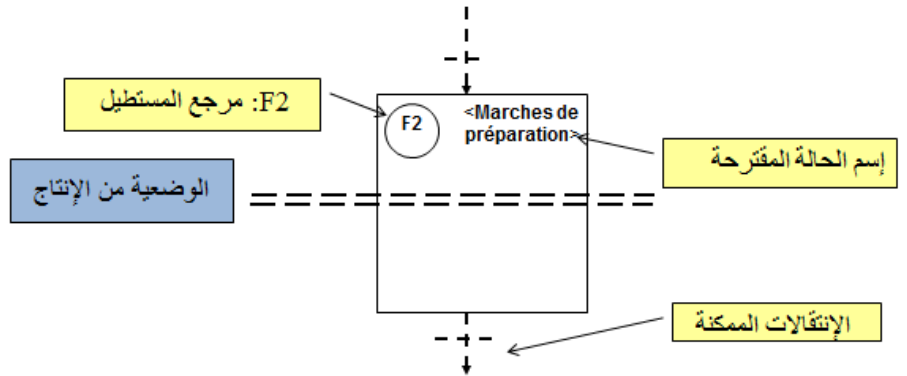 F2: مرجع المستطيل
F2
<Marches de
préparation>
إسم الحالة المقترحة
الوضعية من الإنتاج
الإنتقالات الممكنة